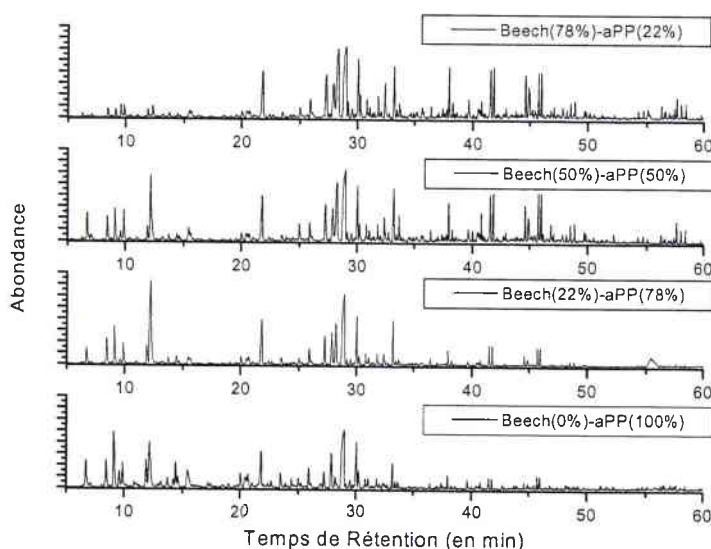 Beech(78%)-aPP(22%)
10 20 30 40 50 60
Beech(50%)-aPP(50%)
10 20 30 40 50 60
Abondance
Beech(22%)-aPP(78%)
10 20 30 40 50 60
Beech(0%)-aPP(100%)
10 20 30 40 50 60
Temps de Rétention (en min)